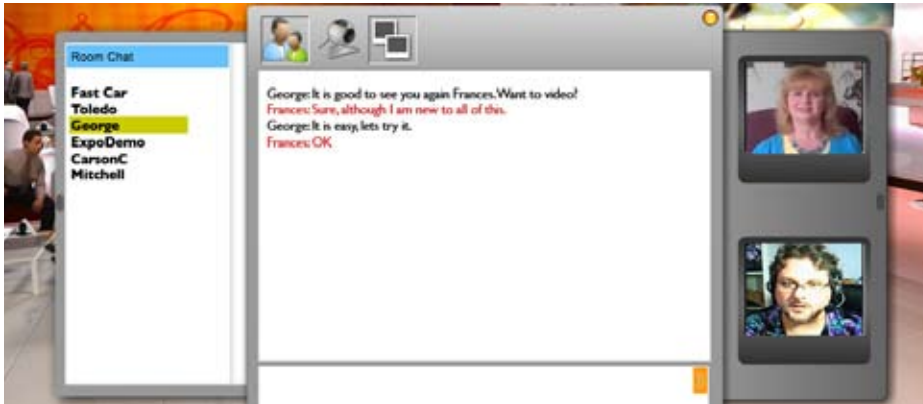 Room Chat
Fast Car
Toledo
George
ExpoDemo
CarsonC
Mitchell
George: It is good to see you again Frances. Want to video?
Frances: Sure, although I am new to all of this.
George: It is easy, lets try it.
Frances: OK